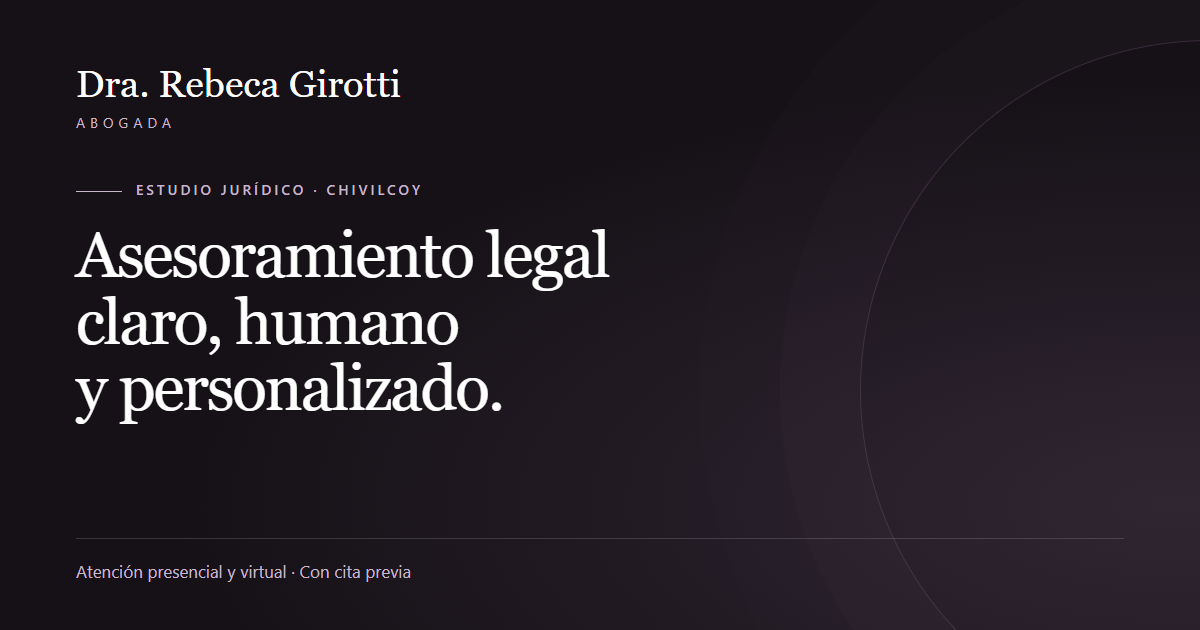 Dra. Rebeca Girotti
ABOGADA
ESTUDIO JURÍDICO · CHIVILCOY
Asesoramiento legal
claro, humano
y personalizado.
Atención presencial y virtual · Con cita previa